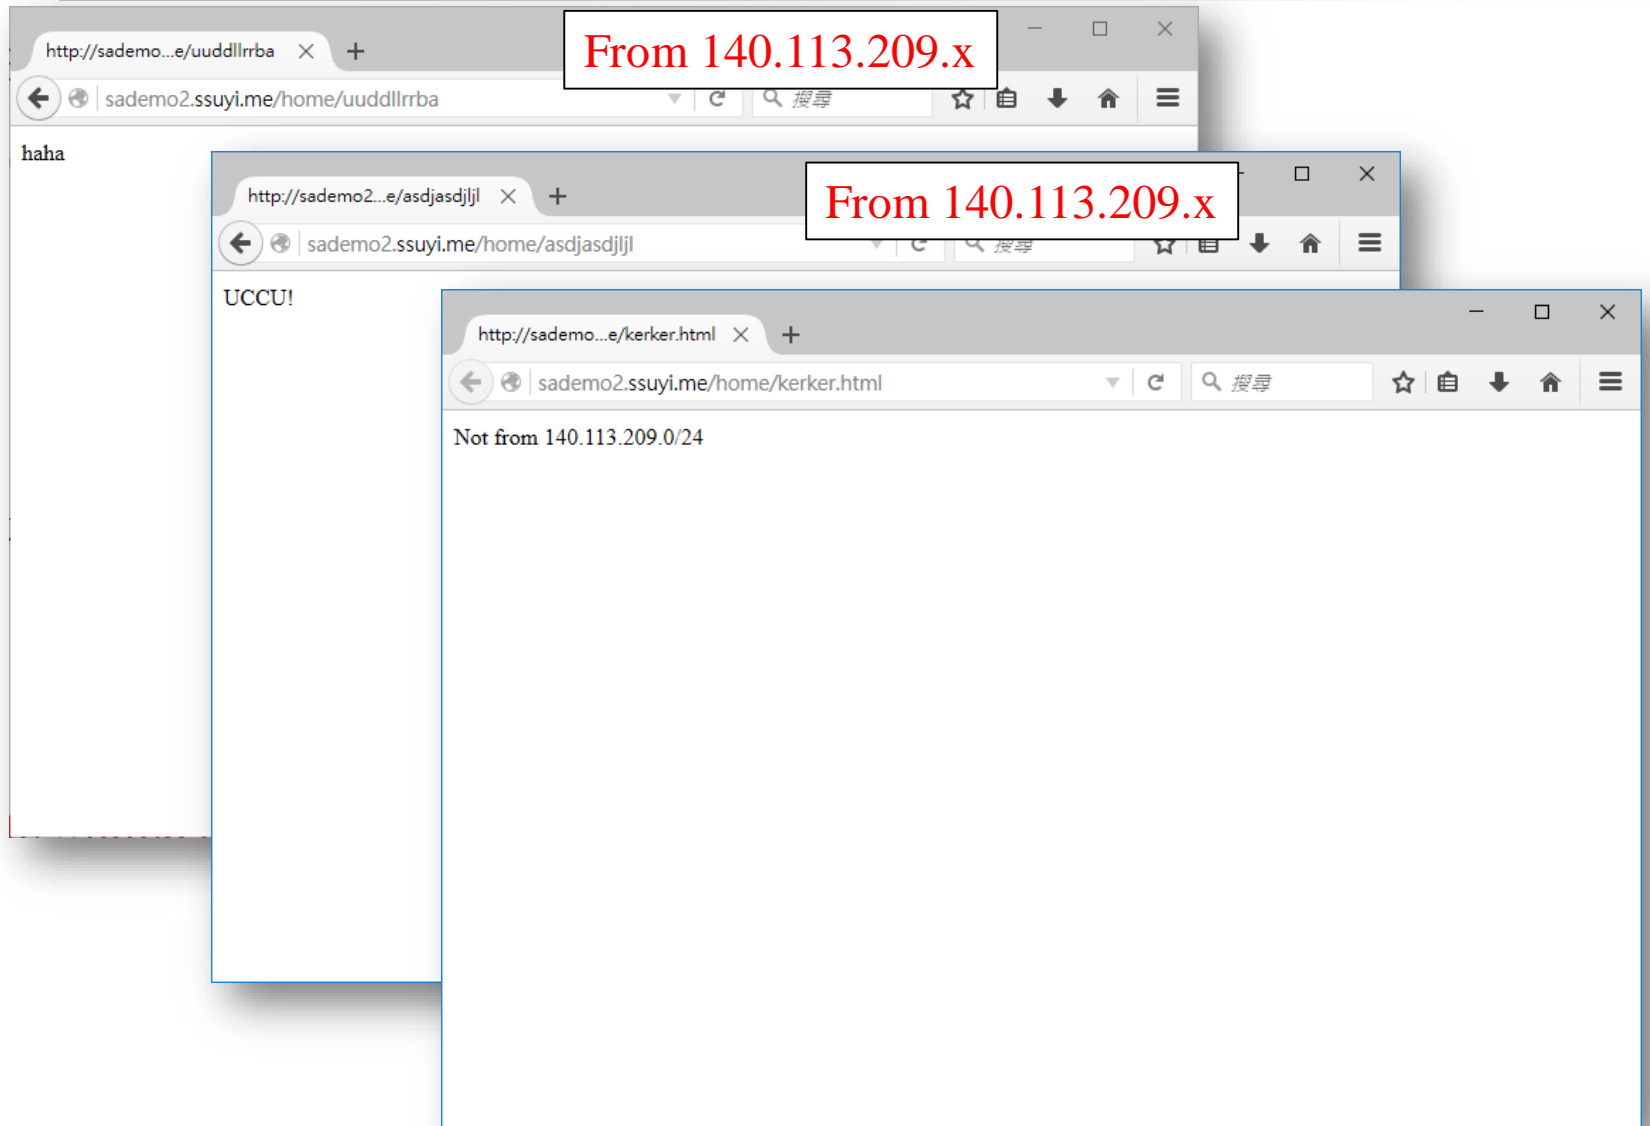 http://sademo...e/uuddllrrba
From 140.113.209.x
sademo2.ssuyi.me/home/uuddllrrba
搜尋
haha
http://sademo2...e/asdjasdjljl
From 140.113.209.x
sademo2.ssuyi.me/home/asdjasdjljl
搜尋
UCCU!
http://sademo...e/kerker.html
sademo2.ssuyi.me/home/kerker.html
搜尋
Not from 140.113.209.0/24